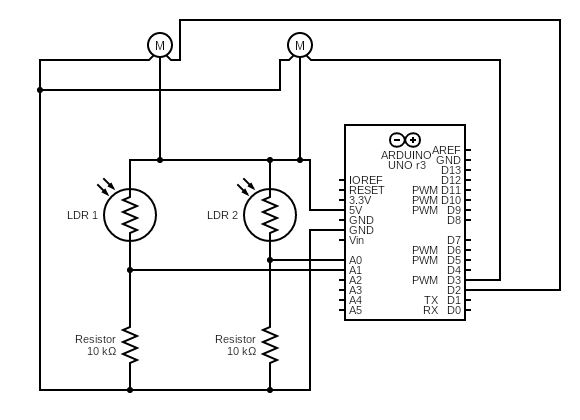 M
M
ARDUINO
UNO r3
AREF
GND
D13
IOREF
D12
RESET
PWM D11
3.3V
PWM D10
5V
PWM D9
GND
D8
GND
Vin
D7
PWM D6
A0
PWM D5
A1
D4
A2
PWM D3
A3
D2
A4
TX D1
A5
RX D0
LDR 1
LDR 2
Resistor
10 kΩ
Resistor
10 kΩ